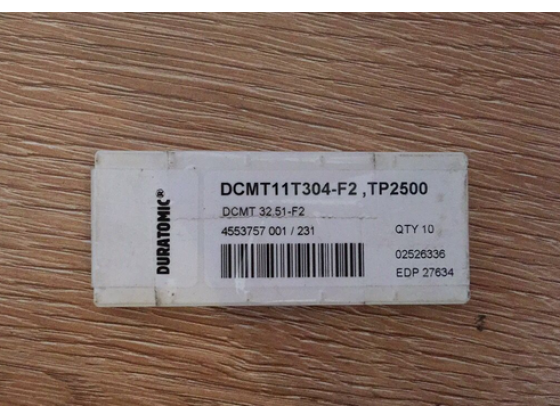 DURATOMIC®
DCMT11T304-F2 ,TP2500
DCMT 32.51-F2
4553757 001 / 231
QTY 10
02526336
EDP 27634